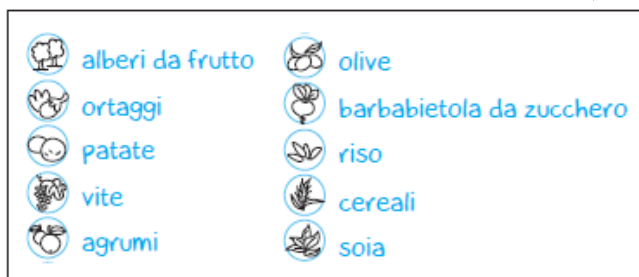 alberi da frutto
ortaggi
patate
vite
agrumi
olive
barbabietola da zucchero
riso
cereali
soia